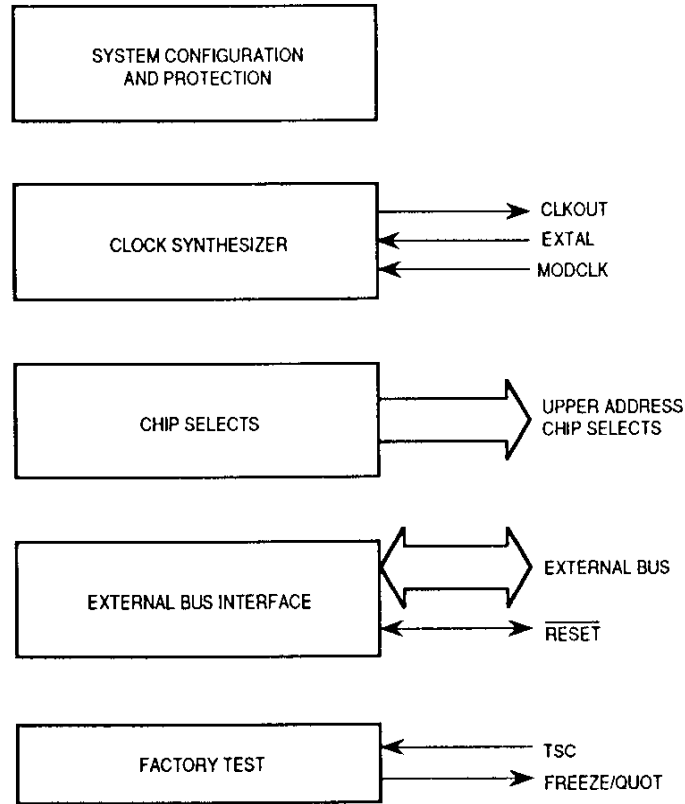 SYSTEM CONFIGURATION
AND PROTECTION
CLOCK SYNTHESIZER
CLKOUT
EXTAL
MODCLK
CHIP SELECTS
UPPER ADDRESS
CHIP SELECTS
EXTERNAL BUS INTERFACE
EXTERNAL BUS
RESET
FACTORY TEST
TSC
FREEZE/QUOT